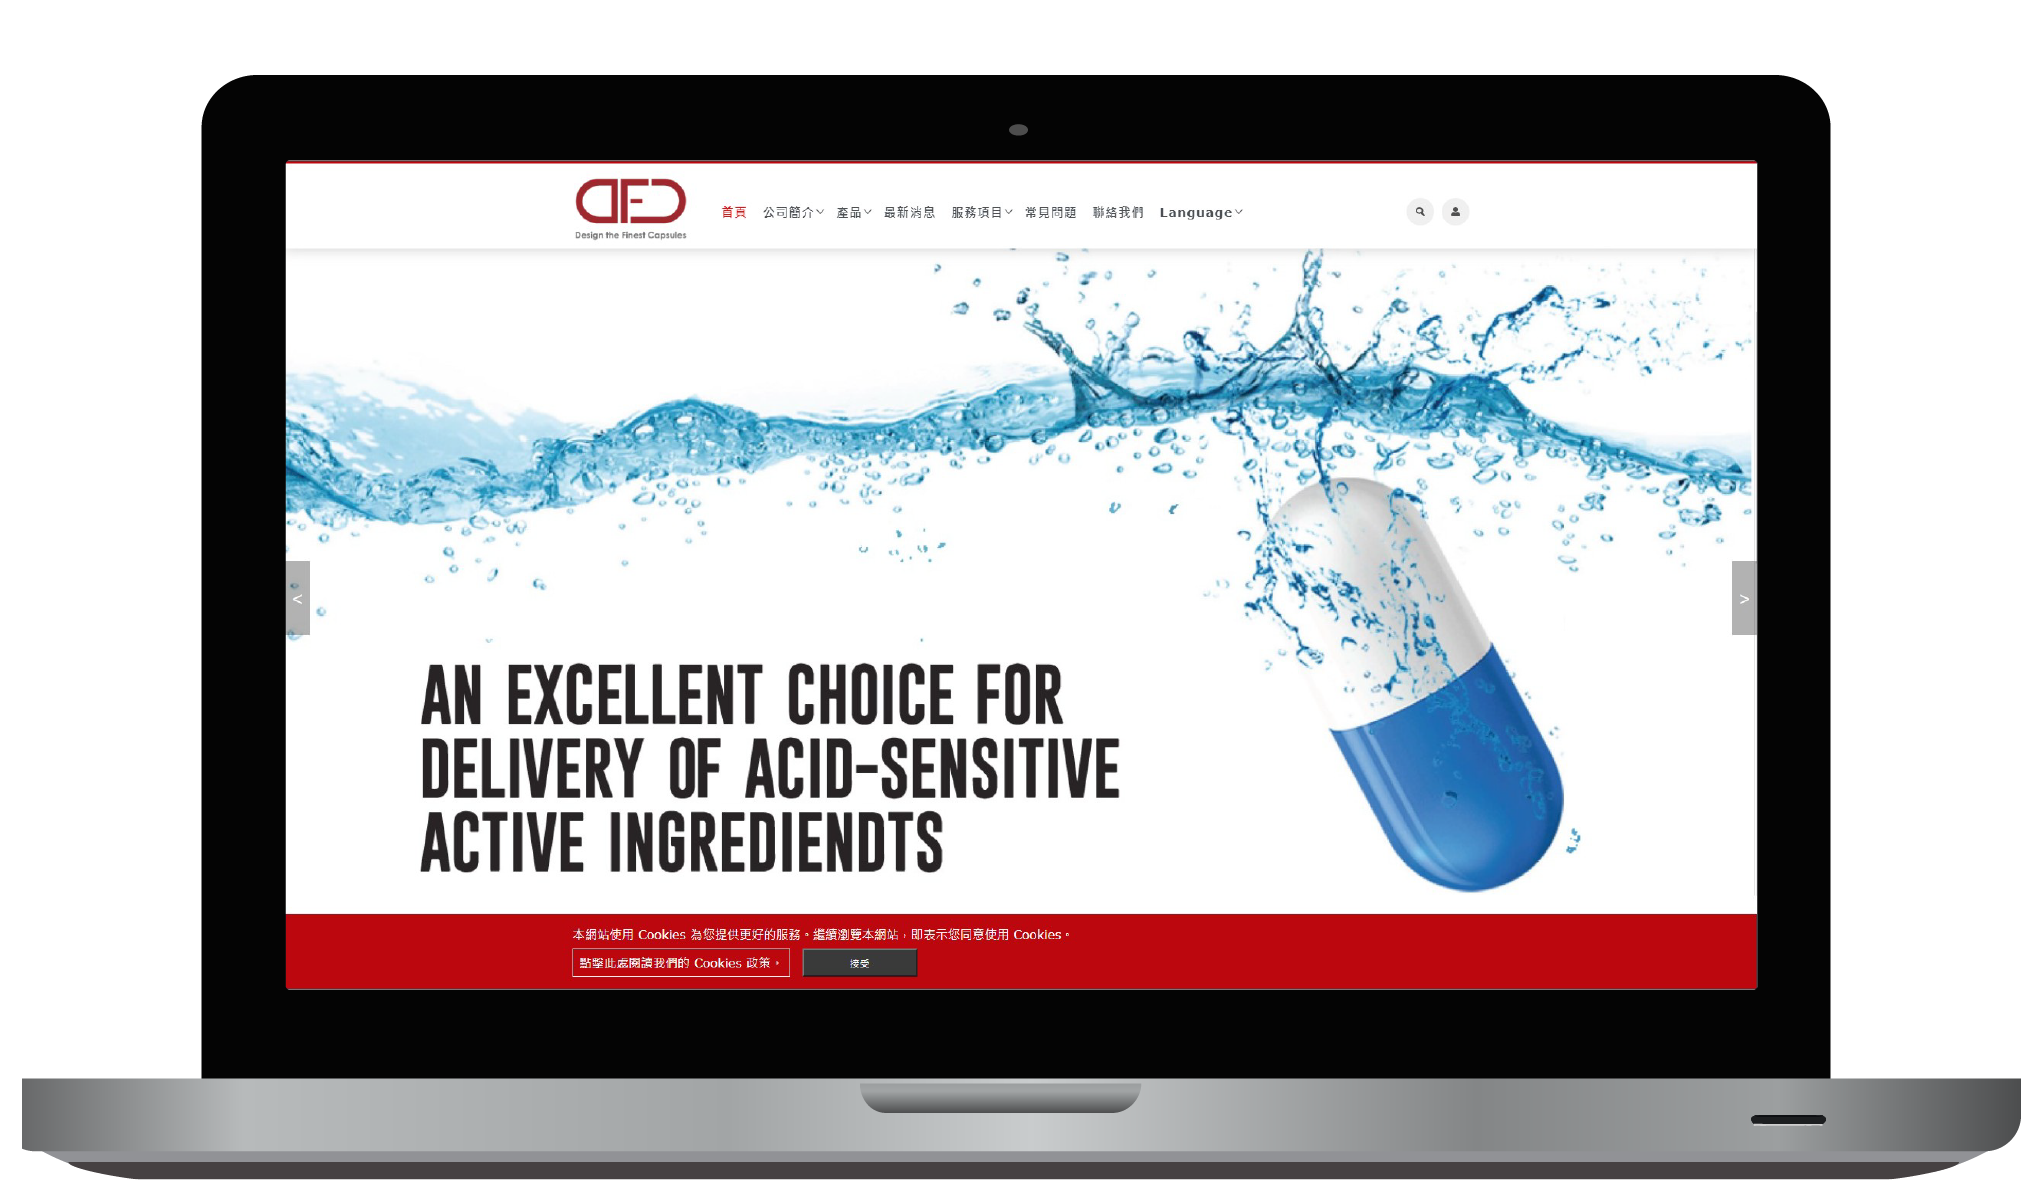 DFC
Design the Finest Capsules
首頁 公司簡介 產品 最新消息 服務項目 常見問題 聯絡我們 Language
<
>
AN EXCELLENT CHOICE FOR
DELIVERY OF ACID-SENSITIVE
ACTIVE INGREDIENDTS
本網站使用 Cookies 為您提供更好的服務。繼續瀏覽本網站，即表示您同意使用 Cookies。
點擊此處閱讀我們的 Cookies 政策。 接受